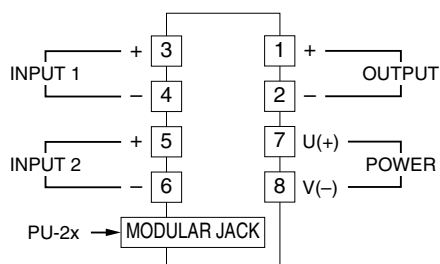 + 3 1 +
INPUT 1 OUTPUT
– 4 2 –
+ 5 7 U(+)
INPUT 2 POWER
– 6 8 V(–)
PU-2x MODULAR JACK